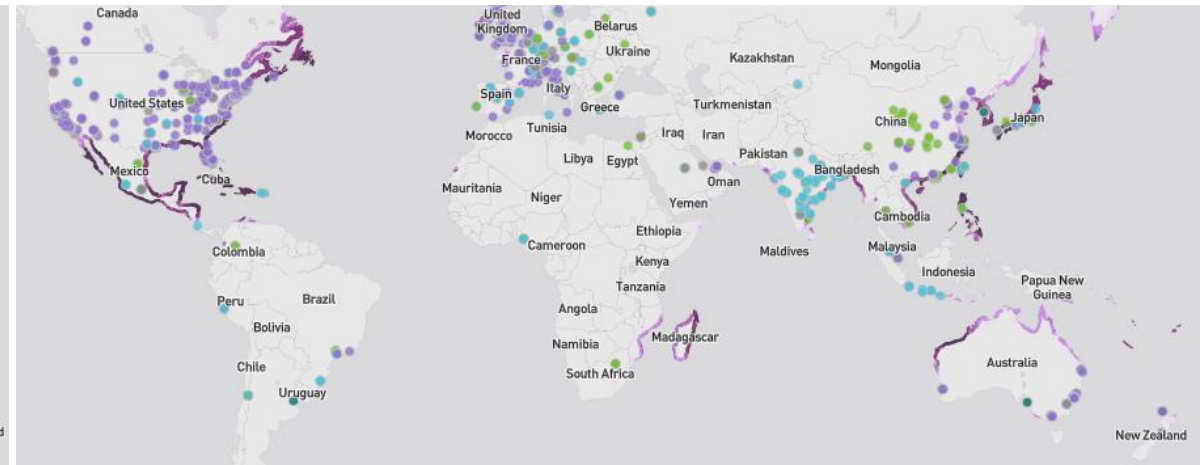 Canada
United
Kingdom
Belarus
Ukraine
Kazakhstan
Mongolia
France
Italy
Spain
Greece
Turkmenistan
United States
China
Japan
Morocco
Tunisia
Iraq
Iran
Pakistan
Libya
Egypt
Bangladesh
Mexico
Cuba
Mauritania
Niger
Oman
Yemen
Cambodia
Ethiopia
Colombia
Cameroon
Maldives
Malaysia
Kenya
Indonesia
Tanzania
Papua New
Guinea
Peru
Brazil
Angola
Bolivia
Namibia
Madagascar
Chile
South Africa
Australia
Uruguay
New Zealand
d